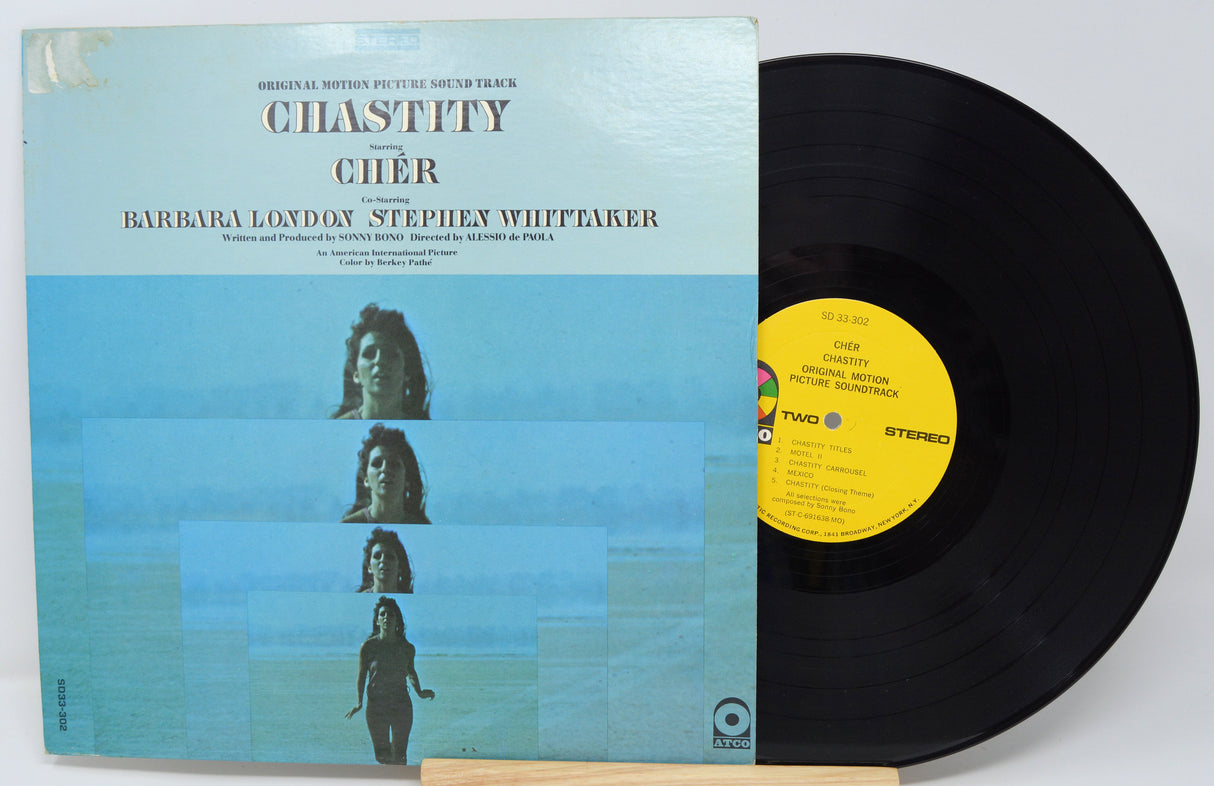 STEREO
ORIGINAL MOTION PICTURE SOUND TRACK
CHASTITY
Starring
CHÉR
Co-Starring
BARBARA LONDON STEPHEN WHITTAKER
Written and Produced by SONNY BONO Directed by ALESSIO de PAOLA
An American International Picture
Color by Berkey Pathé
SD33-302
ATCO
SD 33-302
CHÉR
CHASTITY
ORIGINAL MOTION
PICTURE SOUNDTRACK
TWO
STEREO
1. CHASTITY TITLES
2. MOTEL II
3. CHASTITY CARROUSEL
4. MEXICO
5. CHASTITY (Closing Theme)
All selections were
composed by Sonny Bono
(ST-C-691638 MO)
RECORDING CORP., 1841 BROADWAY, NEW YORK, N.Y.